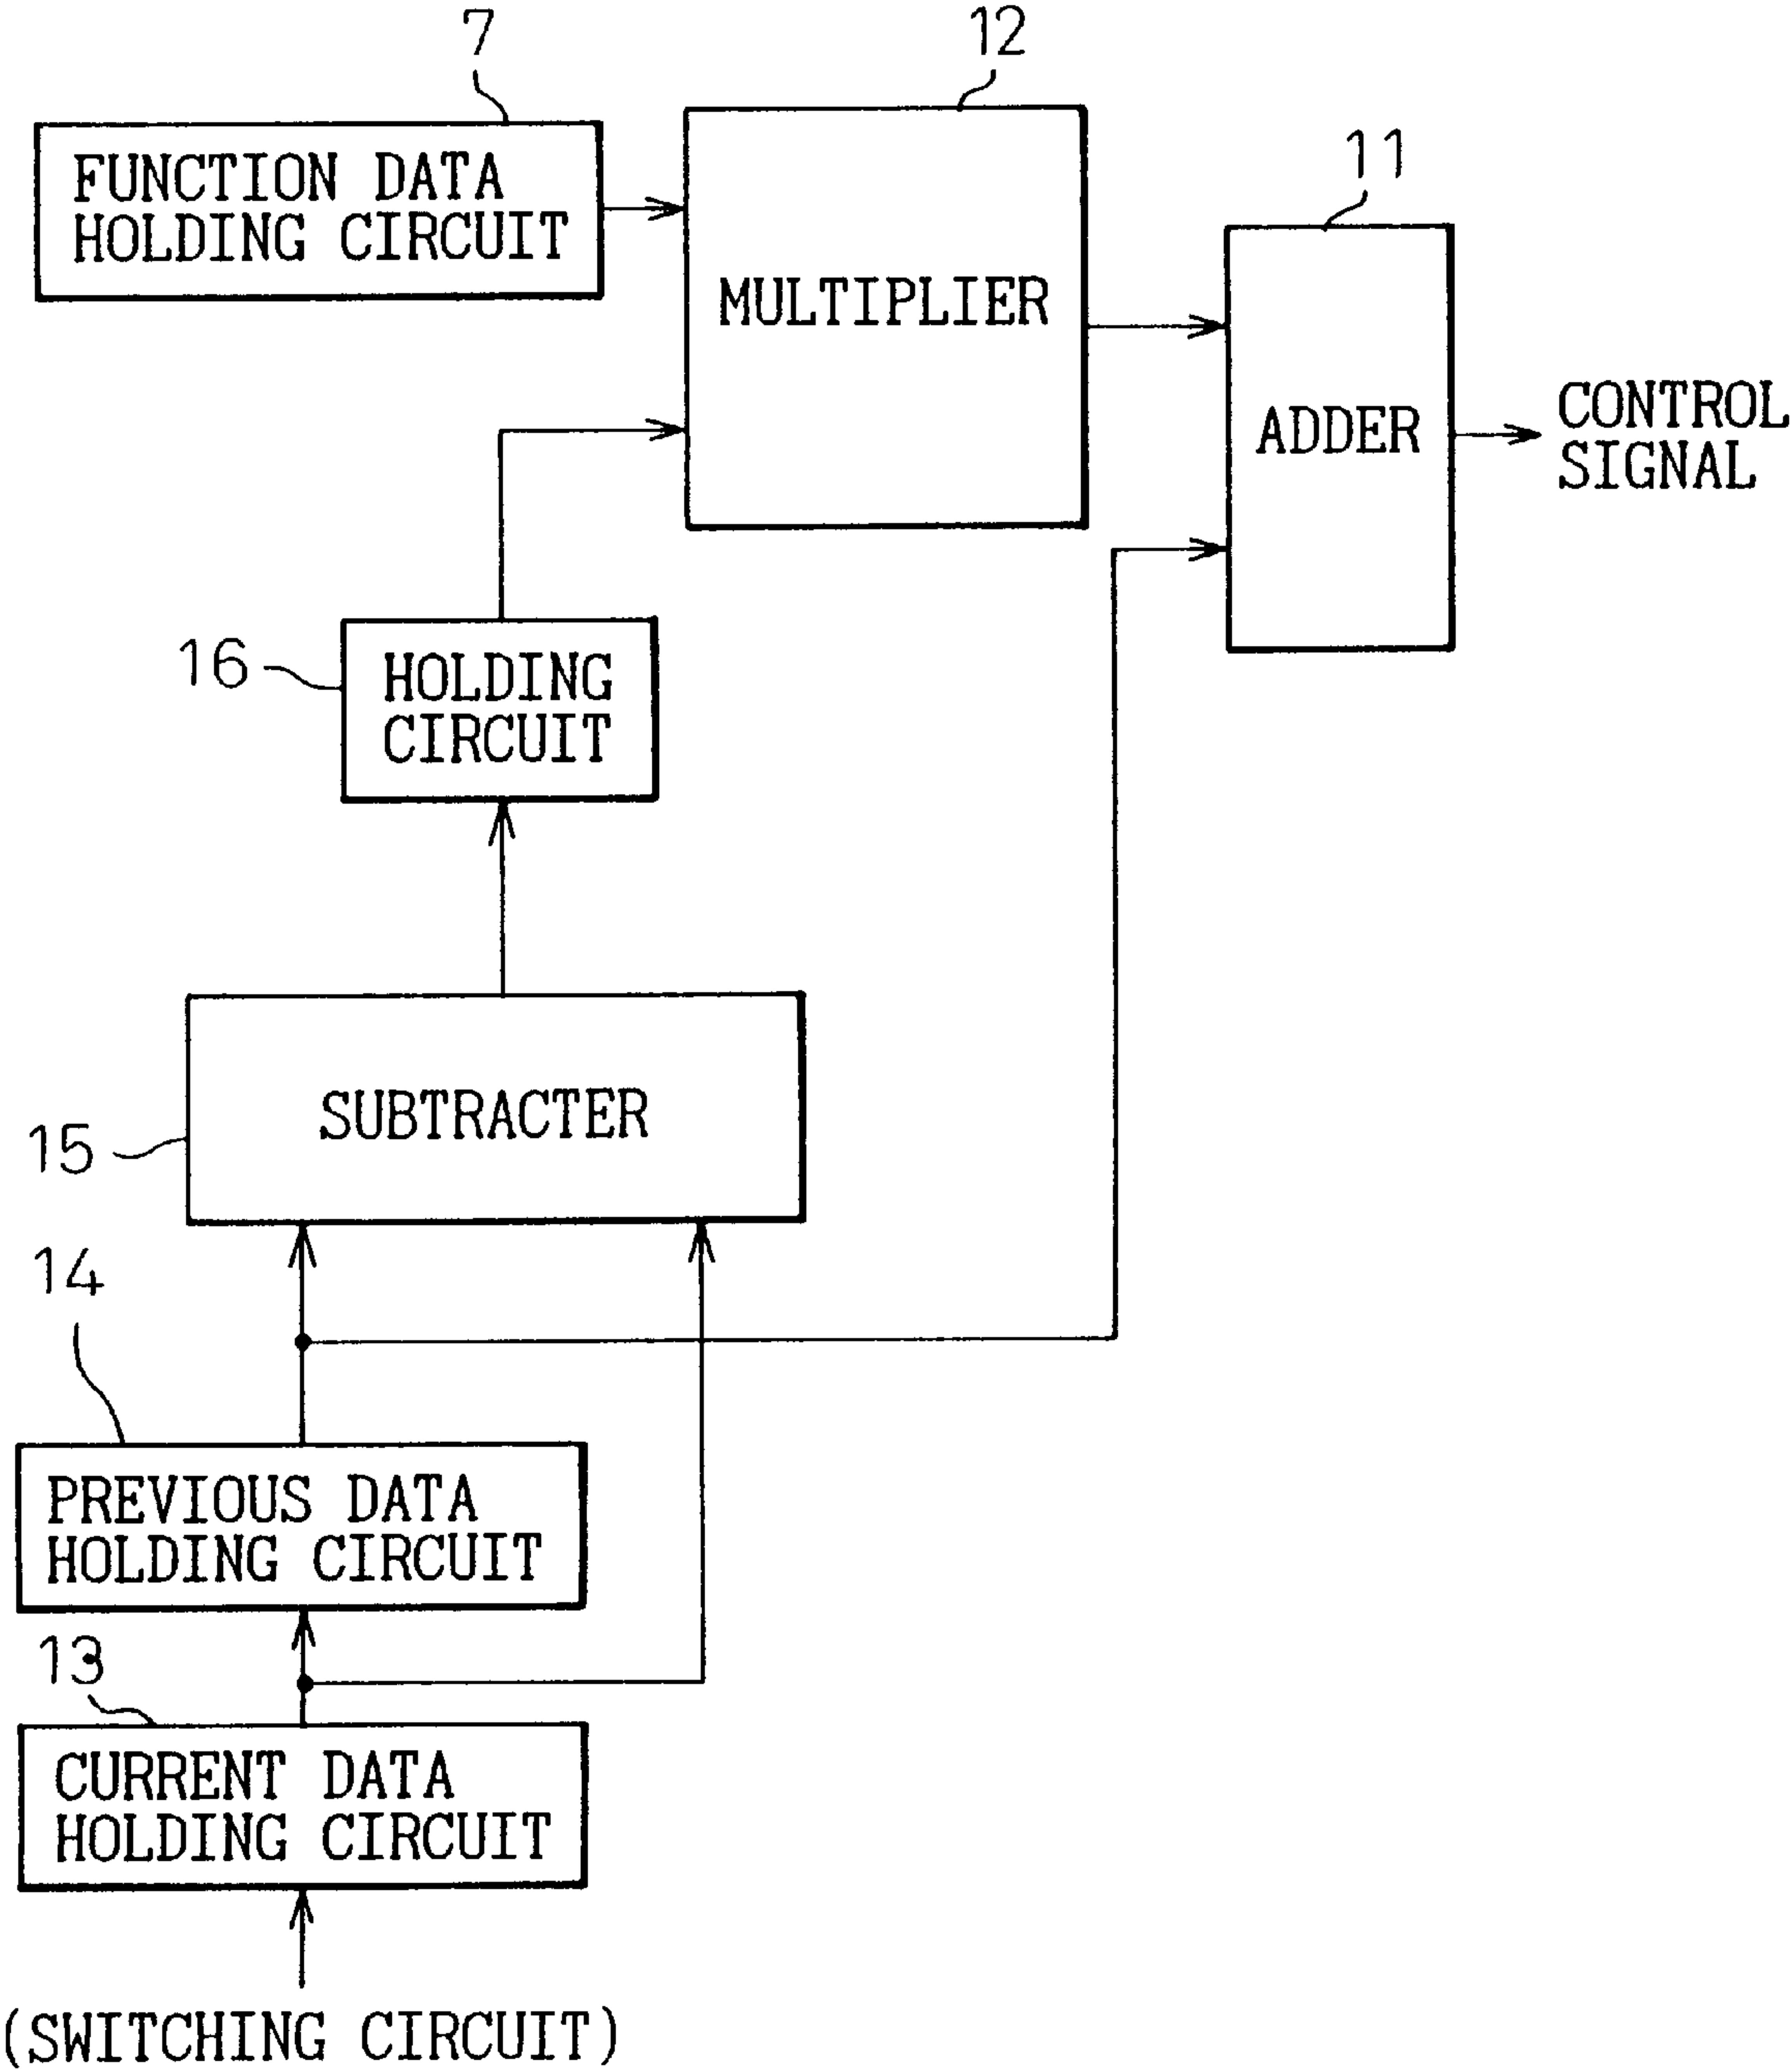 7
12
FUNCTION DATA
HOLDING CIRCUIT
11
MULTIPLIER
CONTROL
SIGNAL
ADDER
16
HOLDING
CIRCUIT
SUBTRACTER
15
14
PREVIOUS DATA
HOLDING CIRCUIT
13
CURRENT DATA
HOLDING CIRCUIT
(SWITCHING CIRCUIT)